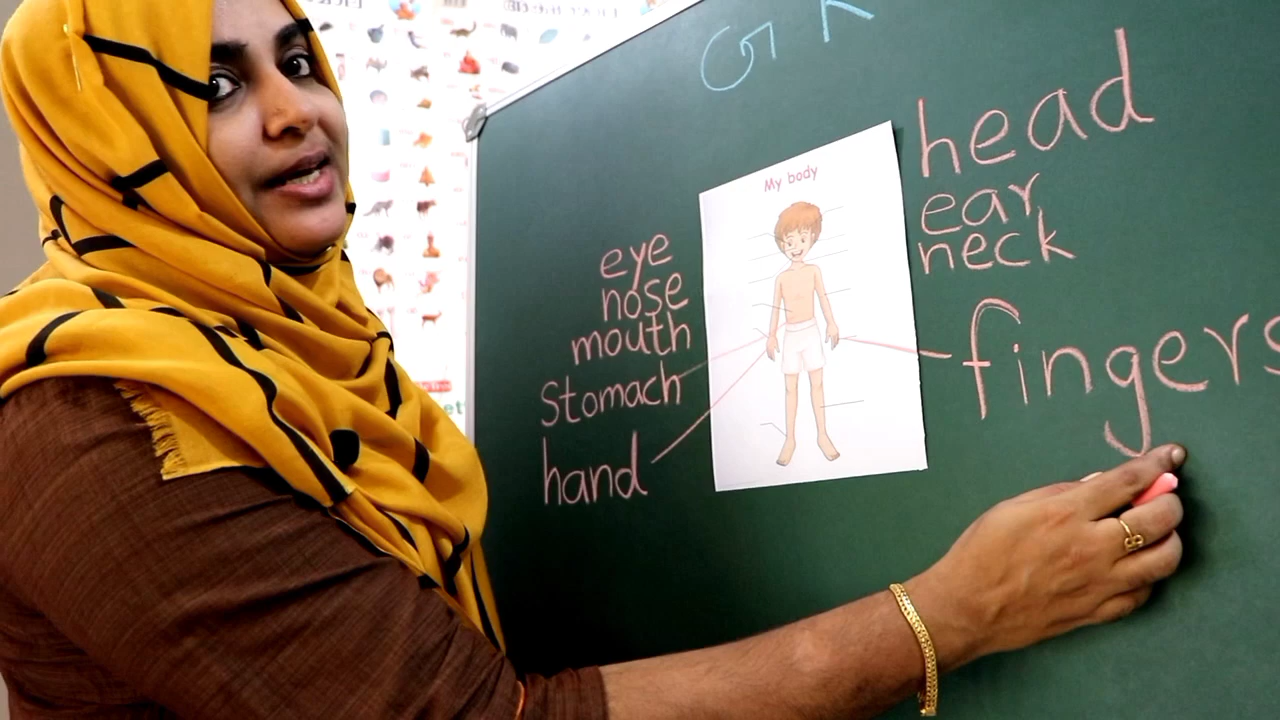 My body
eye
nose
mouth
Stomach
hand
head
ear
neck
fingers